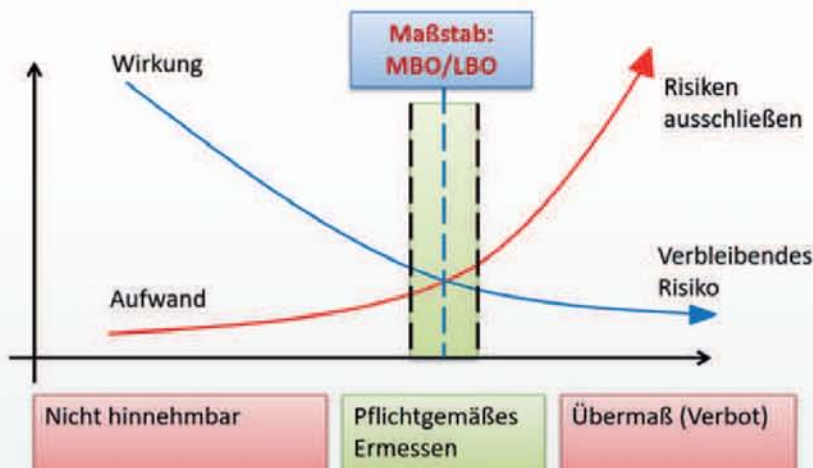 Maßstab:
MBO/LBO
Wirkung
Risiken
ausschließen
Aufwand
Verbleibendes
Risiko
Nicht hinnehmbar
Pflichtgemäßes
Ermessen
Übermaß (Verbot)